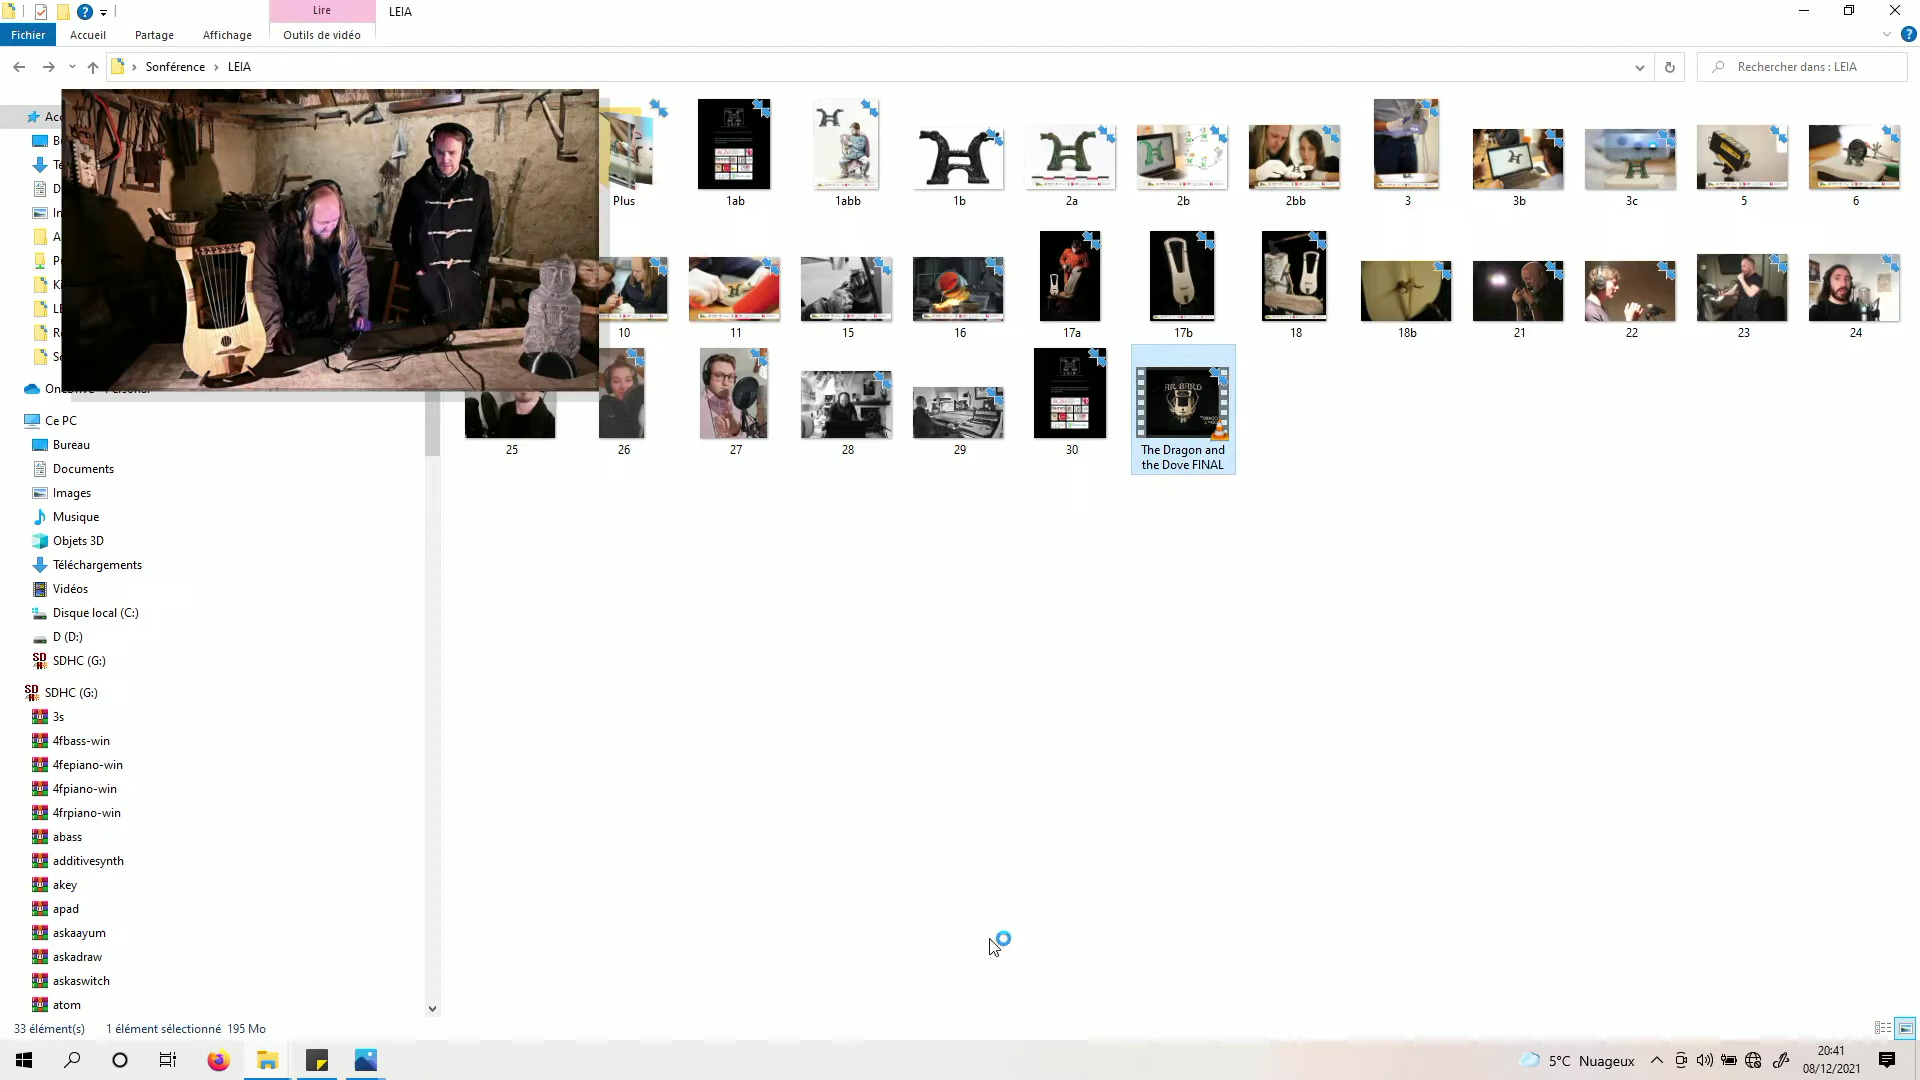 Lire
LEIA
Fichier
Accueil
Partage
Affichage
Outils de vidéo
Sonférence
LEIA
Rechercher dans : LEIA
Plus
1ab
1abb
1b
2a
2b
2bb
3
3b
3c
5
6
10
11
15
16
17a
17b
18
18b
21
22
23
24
25
26
27
28
29
30
AR BARD
The Dragon and
the Dove FINAL
Ce PC
Bureau
Documents
Images
Musique
Objets 3D
Téléchargements
Vidéos
Disque local (C:)
D (D:)
SDHC (G:)
SDHC (G:)
3s
4fbass-win
4fepiano-win
4fpiano-win
4frpiano-win
abass
additivesynth
akey
apad
askaayum
askadraw
askaswitch
atom
33 élément(s)
1 élément sélectionné 195 Mo
5°C Nuageux
20:41
08/12/2021